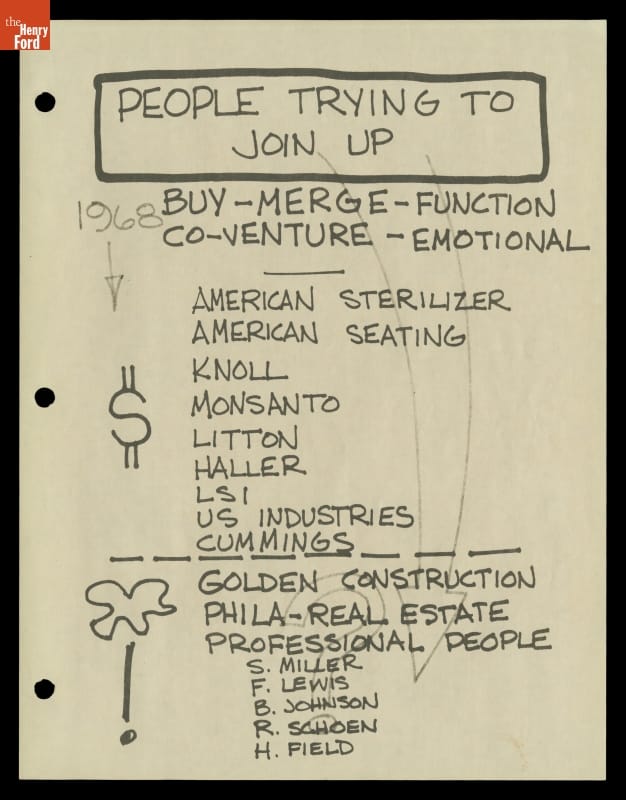 the
Henry
Ford
PEOPLE TRYING TO
JOIN UP
1968
BUY-MERGE-FUNCTION
CO-VENTURE - EMOTIONAL
AMERICAN STERILIZER
AMERICAN SEATING
KNOLL
$
MONSANTO
LITTON
HALLER
LSI
US INDUSTRIES
CUMMINGS
GOLDEN CONSTRUCTION
PHILA-REAL ESTATE
PROFESSIONAL PEOPLE
S. MILLER
F. LEWIS
B. JOHNSON
R. SCHOEN
H. FIELD